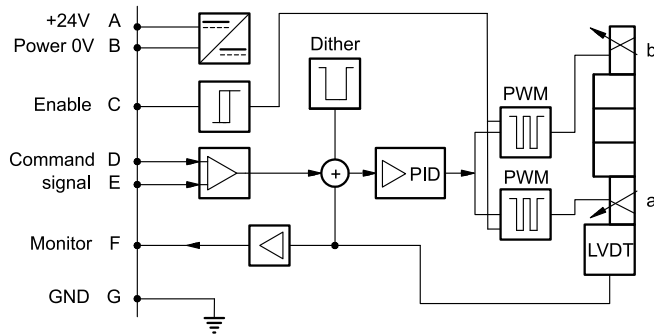 +24V A
Power 0V B
Enable C
Command D
signal E
Monitor F
GND G
Dither
+
PID
PWM
PWM
b
a
LVDT